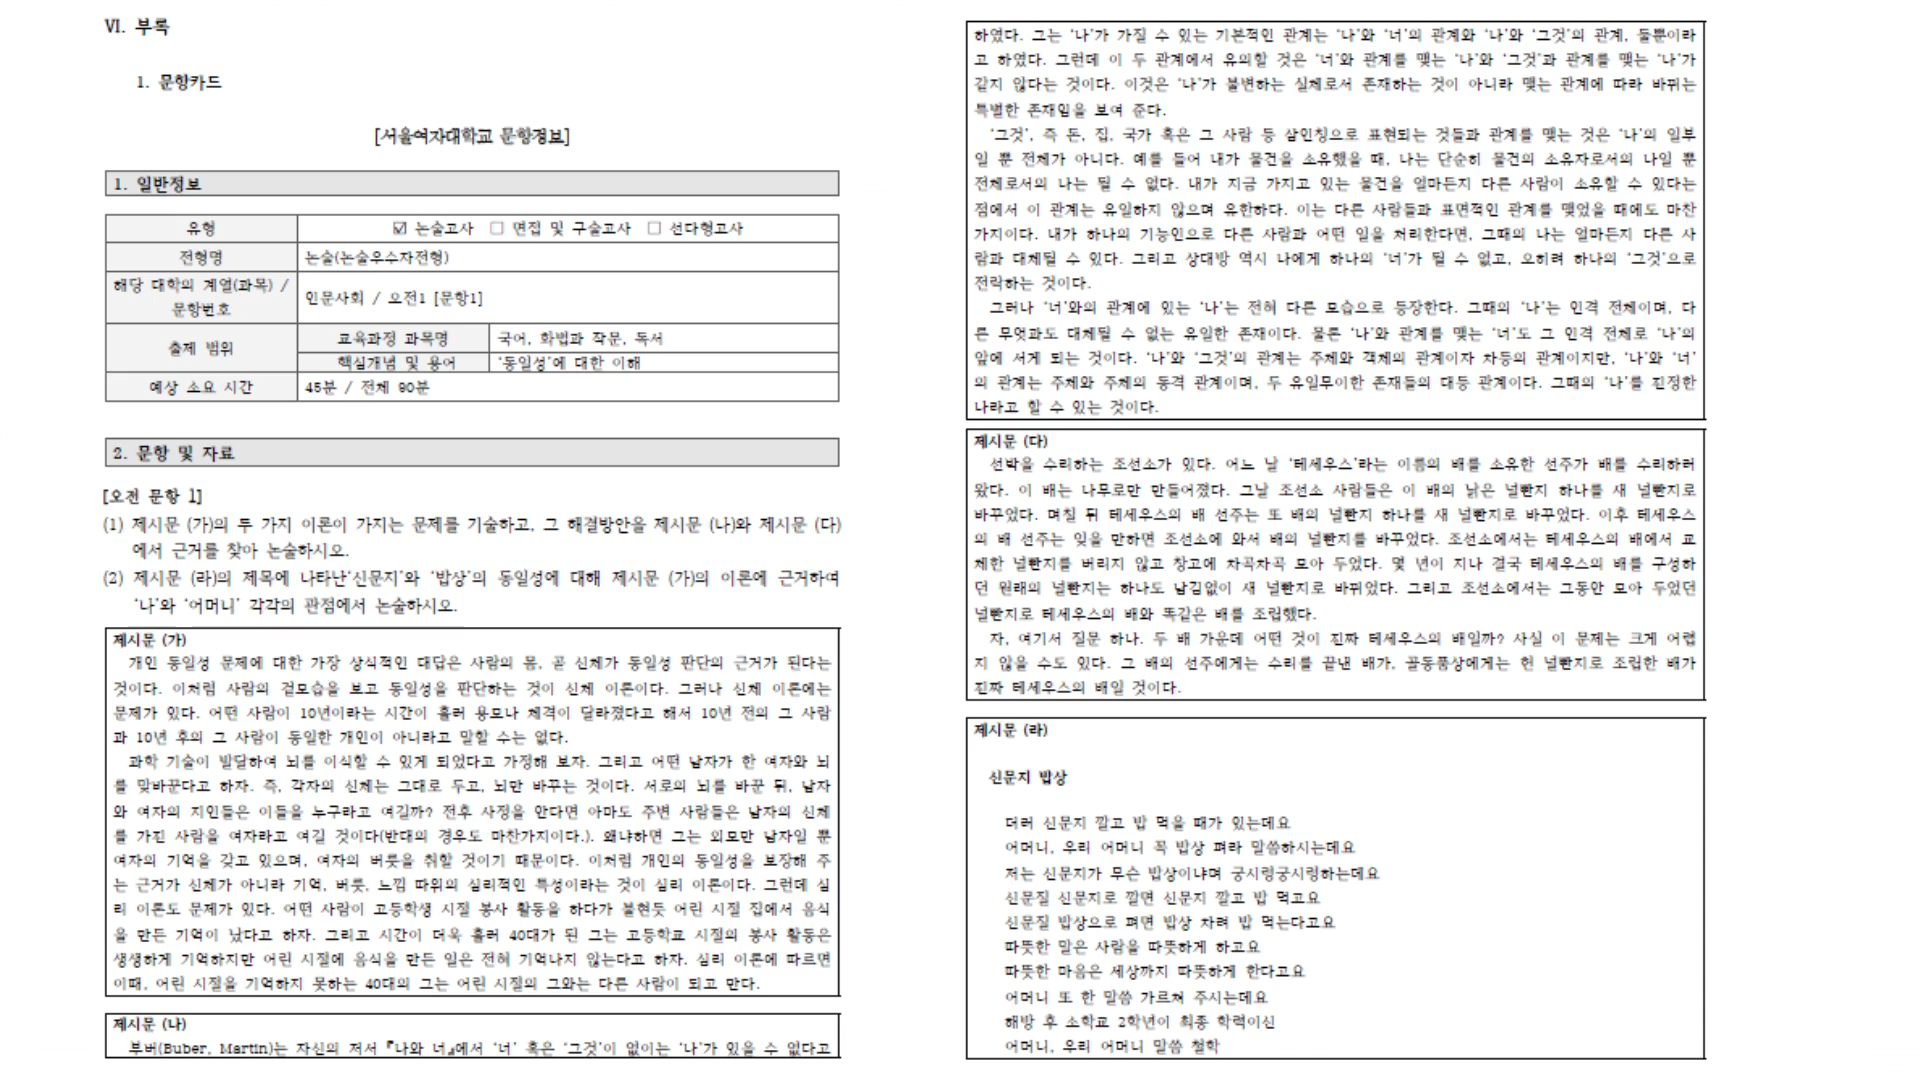 Ⅵ. 부록
1. 문항카드
[서울여자대학교 문항정보]
1. 일반정보
유형
☑ 논술고사 □ 면접 및 구술고사 □ 선다형고사
전형명
논술(논술우수자전형)
해당 대학의 계열(과목) /
문항번호
인문사회 / 오전1 [문항1]
출제 범위
교육과정 과목명
국어, 화법과 작문, 독서
핵심개념 및 용어
‘동일성’에 대한 이해
예상 소요 시간
45분 / 전체 90분
2. 문항 및 자료
[오전 문항 1]
(1) 제시문 (가)의 두 가지 이론이 가지는 문제를 기술하고, 그 해결방안을 제시문 (나)와 제시문 (다)
에서 근거를 찾아 논술하시오.
(2) 제시문 (라)의 제목에 나타난‘신문지’와 ‘밥상’의 동일성에 대해 제시문 (가)의 이론에 근거하여
‘나’와 ‘어머니’ 각각의 관점에서 논술하시오.
제시문 (가)
개인 동일성 문제에 대한 가장 상식적인 대답은 사람의 몸, 곧 신체가 동일성 판단의 근거가 된다는
것이다. 이처럼 사람의 겉모습을 보고 동일성을 판단하는 것이 신체 이론이다. 그러나 신체 이론에는
문제가 있다. 어떤 사람이 10년이라는 시간이 흘러 용모나 체격이 달라졌다고 해서 10년 전의 그 사람
과 10년 후의 그 사람이 동일한 개인이 아니라고 말할 수는 없다.
과학 기술이 발달하여 뇌를 이식할 수 있게 되었다고 가정해 보자. 그리고 어떤 남자가 한 여자와 뇌
를 맞바꾼다고 하자. 즉, 각자의 신체는 그대로 두고, 뇌만 바꾸는 것이다. 서로의 뇌를 바꾼 뒤, 남자
와 여자의 지인들은 이들을 누구라고 여길까? 전후 사정을 안다면 아마도 주변 사람들은 남자의 신체
를 가진 사람을 여자라고 여길 것이다(반대의 경우도 마찬가지이다.). 왜냐하면 그는 외모만 남자일 뿐
여자의 기억을 갖고 있으며, 여자의 버릇을 취할 것이기 때문이다. 이처럼 개인의 동일성을 보장해 주
는 근거가 신체가 아니라 기억, 버릇, 느낌 따위의 심리적인 특성이라는 것이 심리 이론이다. 그런데 심
리 이론도 문제가 있다. 어떤 사람이 고등학생 시절 봉사 활동을 하다가 불현듯 어린 시절 집에서 음식
을 만든 기억이 났다고 하자. 그리고 시간이 더욱 흘러 40대가 된 그는 고등학교 시절의 봉사 활동은
생생하게 기억하지만 어린 시절에 음식을 만든 일은 전혀 기억나지 않는다고 하자. 심리 이론에 따르면
이때, 어린 시절을 기억하지 못하는 40대의 그는 어린 시절의 그와는 다른 사람이 되고 만다.
제시문 (나)
부버(Buber, Martin)는 자신의 저서 『나와 너』에서 ‘너’ 혹은 ‘그것’이 없이는 ‘나’가 있을 수 없다고
하였다. 그는 ‘나’가 가질 수 있는 기본적인 관계는 ‘나’와 ‘너’의 관계와 ‘나’와 ‘그것’의 관계, 둘뿐이라
고 하였다. 그런데 이 두 관계에서 유의할 것은 ‘너’와 관계를 맺는 ‘나’와 ‘그것’과 관계를 맺는 ‘나’가
같지 않다는 것이다. 이것은 ‘나’가 불변하는 실체로서 존재하는 것이 아니라 맺는 관계에 따라 바뀌는
특별한 존재임을 보여 준다.
‘그것’, 즉 돈, 집, 국가 혹은 그 사람 등 삼인칭으로 표현되는 것들과 관계를 맺는 것은 ‘나’의 일부
일 뿐 전체가 아니다. 예를 들어 내가 물건을 소유했을 때, 나는 단순히 물건의 소유자로서의 나일 뿐
전체로서의 나는 될 수 없다. 내가 지금 가지고 있는 물건을 얼마든지 다른 사람이 소유할 수 있다는
점에서 이 관계는 유일하지 않으며 유한하다. 이는 다른 사람들과 표면적인 관계를 맺었을 때에도 마찬
가지이다. 내가 하나의 기능인으로 다른 사람과 어떤 일을 처리한다면, 그때의 나는 얼마든지 다른 사
람과 대체될 수 있다. 그리고 상대방 역시 나에게 하나의 ‘너’가 될 수 없고, 오히려 하나의 ‘그것’으로
전락하는 것이다.
그러나 ‘너’와의 관계에 있는 ‘나’는 전혀 다른 모습으로 등장한다. 그때의 ‘나’는 인격 전체이며, 다
른 무엇과도 대체될 수 없는 유일한 존재이다. 물론 ‘나’와 관계를 맺는 ‘너’도 그 인격 전체로 ‘나’의
앞에 서게 되는 것이다. ‘나’와 ‘그것’의 관계는 주체와 객체의 관계이자 차등의 관계이지만, ‘나’와 ‘너’
의 관계는 주체와 주체의 동격 관계이며, 두 유일무이한 존재들의 대등 관계이다. 그때의 ‘나’를 진정한
나라고 할 수 있는 것이다.
제시문 (다)
선박을 수리하는 조선소가 있다. 어느 날 ‘테세우스’라는 이름의 배를 소유한 선주가 배를 수리하러
왔다. 이 배는 나무로만 만들어졌다. 그날 조선소 사람들은 이 배의 낡은 널빤지 하나를 새 널빤지로
바꾸었다. 며칠 뒤 테세우스의 배 선주는 또 배의 널빤지 하나를 새 널빤지로 바꾸었다. 이후 테세우스
의 배 선주는 잊을 만하면 조선소에 와서 배의 널빤지를 바꾸었다. 조선소에서는 테세우스의 배에서 교
체한 널빤지를 버리지 않고 창고에 차곡차곡 모아 두었다. 몇 년이 지나 결국 테세우스의 배를 구성하
던 원래의 널빤지는 하나도 남김없이 새 널빤지로 바뀌었다. 그리고 조선소에서는 그동안 모아 두었던
널빤지로 테세우스의 배와 똑같은 배를 조립했다.
자, 여기서 질문 하나. 두 배 가운데 어떤 것이 진짜 테세우스의 배일까? 사실 이 문제는 크게 어렵
지 않을 수도 있다. 그 배의 선주에게는 수리를 끝낸 배가, 골동품상에게는 헌 널빤지로 조립한 배가
진짜 테세우스의 배일 것이다.
제시문 (라)
신문지 밥상
더러 신문지 깔고 밥 먹을 때가 있는데요
어머니, 우리 어머니 꼭 밥상 펴라 말씀하시는데요
저는 신문지가 무슨 밥상이냐며 궁시렁궁시렁하는데요
신문질 신문지로 깔면 신문지 깔고 밥 먹고요
신문질 밥상으로 펴면 밥상 차려 밥 먹는다고요
따뜻한 말은 사람을 따뜻하게 하고요
따뜻한 마음은 세상까지 따뜻하게 한다고요
어머니 또 한 말씀 가르쳐 주시는데요
해방 후 소학교 2학년이 최종 학력이신
어머니, 우리 어머니 말씀 철학